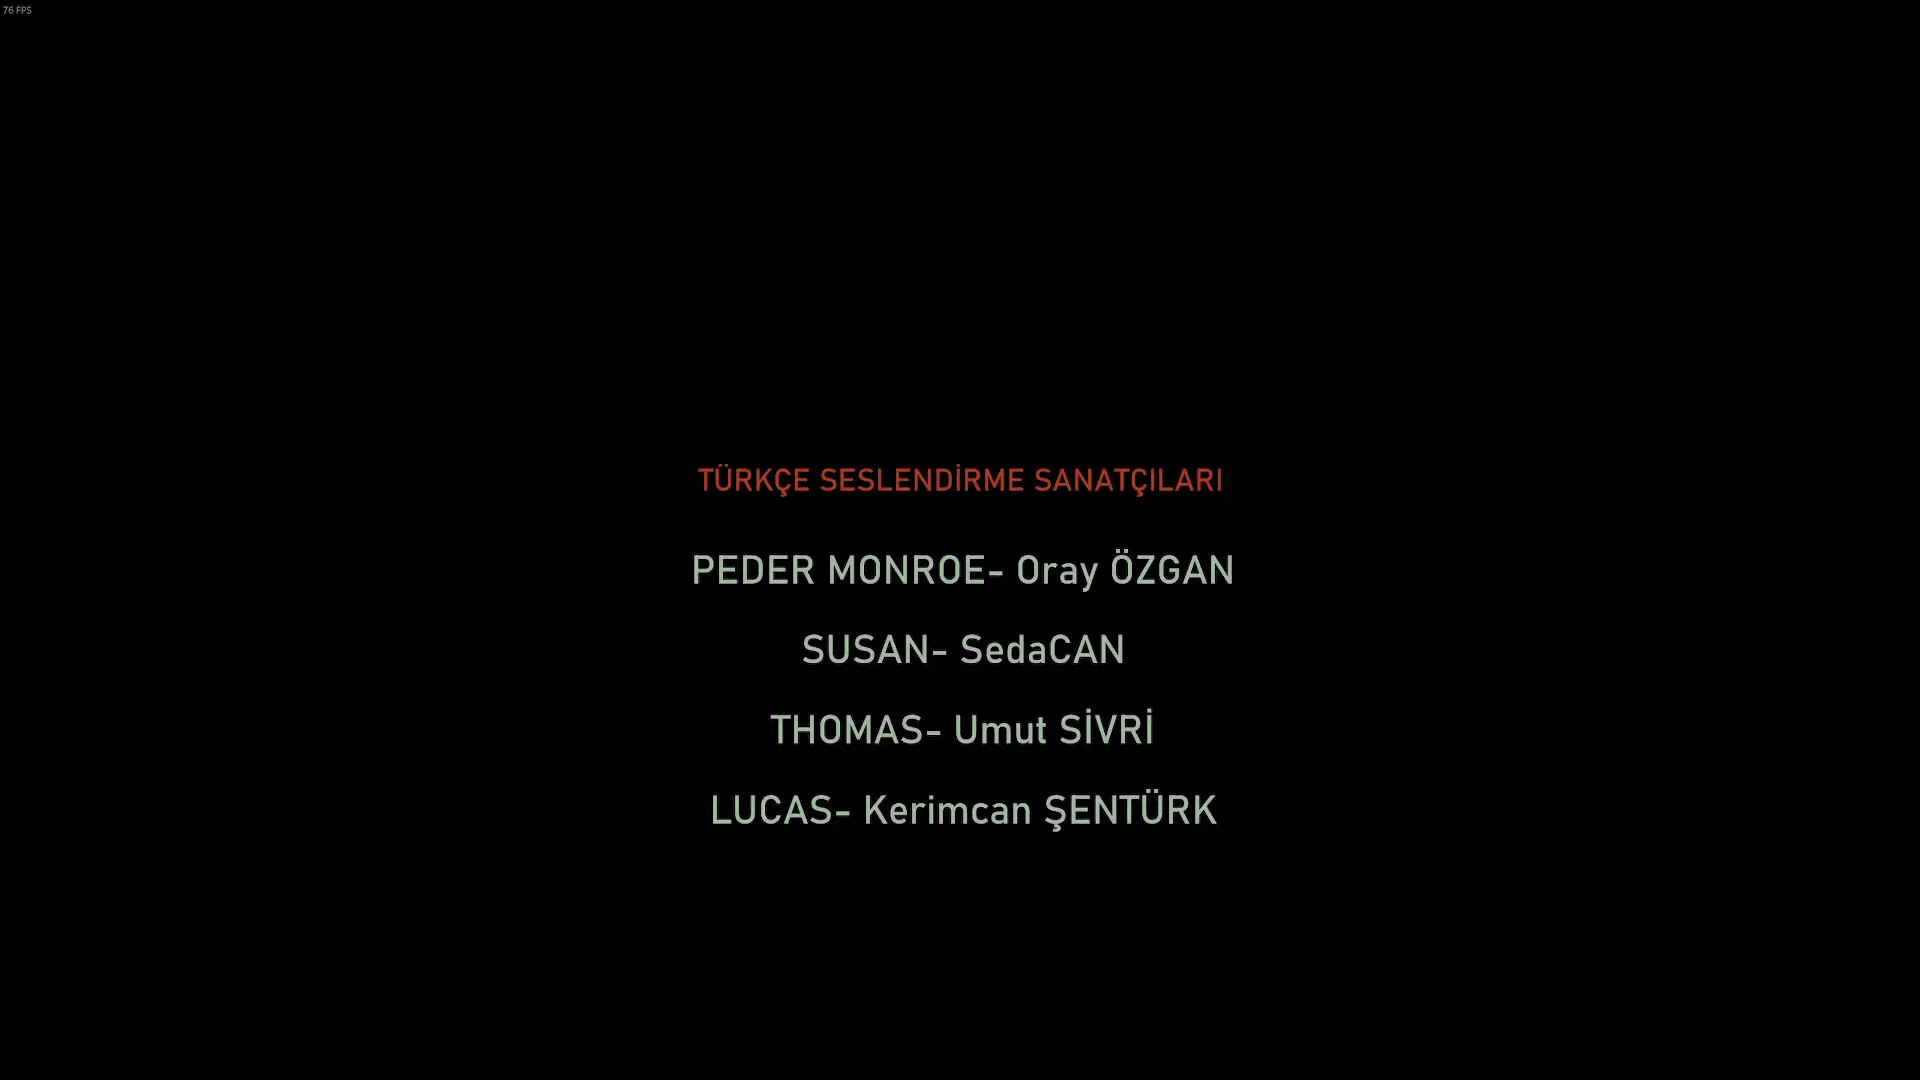 76 FPS
TÜRKÇE SESLENDİRME SANATÇILARI
PEDER MONROE- Oray ÖZGAN
SUSAN- SedaCAN
THOMAS- Umut SİVRİ
LUCAS- Kerimcan ŞENTÜRK